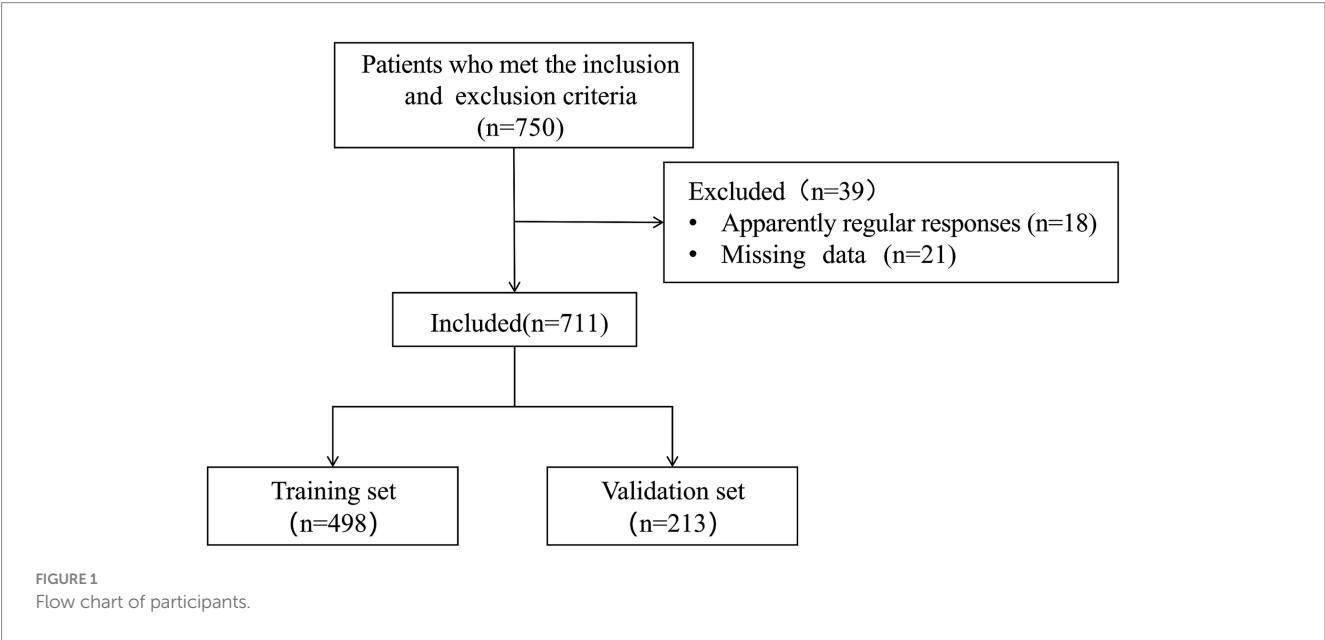 Patients who met the inclusion
and exclusion criteria
(n=750)
Excluded（n=39）
• Apparently regular responses (n=18)
• Missing data (n=21)
Included(n=711)
Training set
（n=498）
Validation set
（n=213）
FIGURE 1
Flow chart of participants.